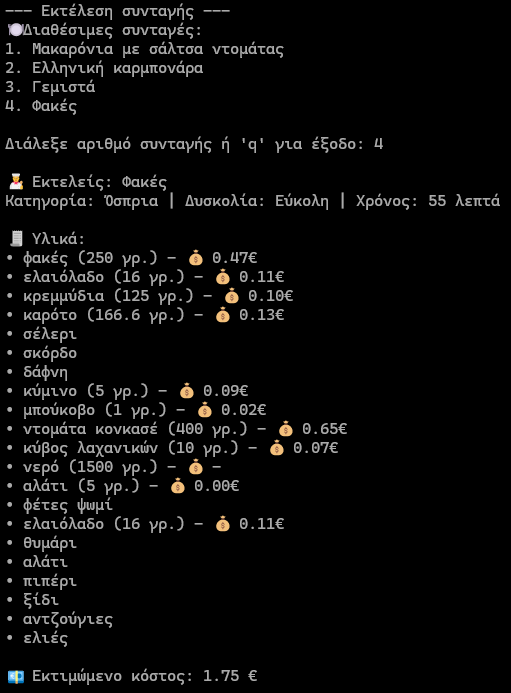 --- Εκτέλεση συνταγής ---
🍽️Διαθέσιμες συνταγές:
1. Μακαρόνια με σάλτσα ντομάτας
2. Ελληνική καρμπονάρα
3. Γεμιστά
4. Φακές
Διάλεξε αριθμό συνταγής ή 'q' για έξοδο: 4
👨‍🍳 Εκτελείς: Φακές
Κατηγορία: Όσπρια | Δυσκολία: Εύκολη | Χρόνος: 55 λεπτά
🧾 Υλικά:
• φακές (250 γρ.) – 💰 0.47€
• ελαιόλαδο (16 γρ.) – 💰 0.11€
• κρεμμύδια (125 γρ.) – 💰 0.10€
• καρότο (166.6 γρ.) – 💰 0.13€
• σέλερι
• σκόρδο
• δάφνη
• κύμινο (5 γρ.) – 💰 0.09€
• μπούκοβο (1 γρ.) – 💰 0.02€
• ντομάτα κονκασέ (400 γρ.) – 💰 0.65€
• κύβος λαχανικών (10 γρ.) – 💰 0.07€
• νερό (1500 γρ.) – 💰 –
• αλάτι (5 γρ.) – 💰 0.00€
• φέτες ψωμί
• ελαιόλαδο (16 γρ.) – 💰 0.11€
• θυμάρι
• αλάτι
• πιπέρι
• ξίδι
• αντζούγιες
• ελιές
💶 Εκτιμώμενο κόστος: 1.75 €